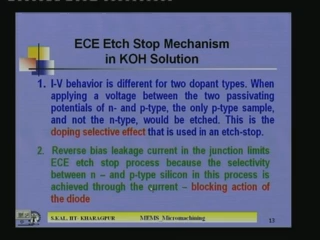 ECE Etch Stop Mechanism
in KOH Solution
1. I-V behavior is different for two dopant types. When
applying a voltage between the two passivating
potentials of n- and p-type, the only p-type sample,
and not the n-type, would be etched. This is the
doping selective effect that is used in an etch-stop.
2. Reverse bias leakage current in the junction limits
ECE etch stop process because the selectivity
between n – and p-type silicon in this process is
achieved through the current – blocking action of
the diode
S.KAL, IIT- KHARAGPUR
MEMS_Micromachining
13